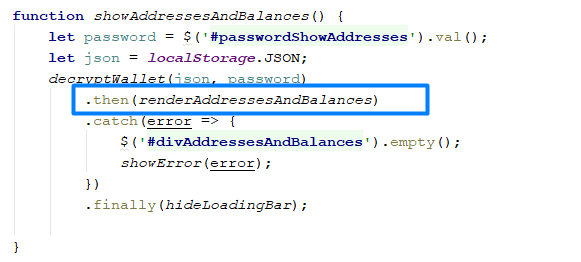 function showAddressesAndBalances() {
let password = $('#passwordShowAddresses').val();
let json = localStorage.JSON;
decryptWallet(json, password)
.then(renderAddressesAndBalances)
.catch(error => {
$('#divAddressesAndBalances').empty();
showError(error);
})
.finally(hideLoadingBar);
}